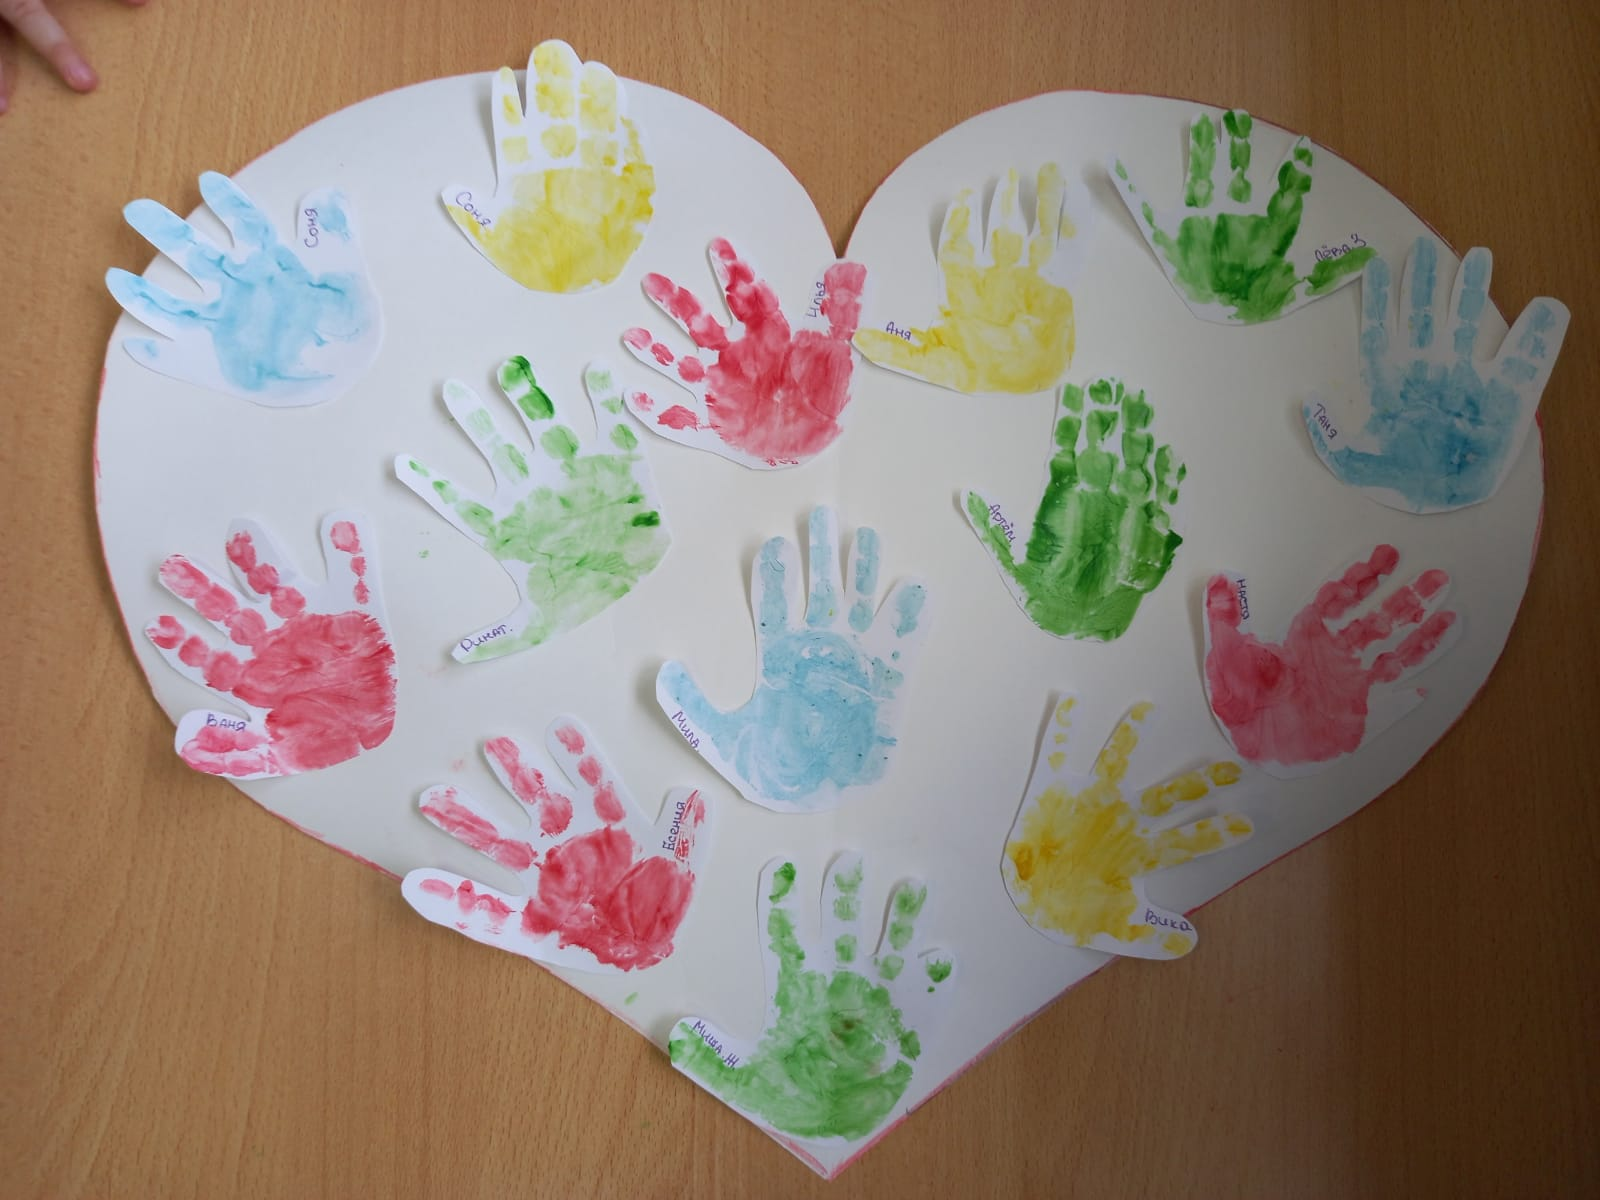 Соня
Соня
Илья
Аня
Лёва.З
Таня
Артём.
Ринат.
Настя
Ваня
Мила.
Есения
Вика
Миша.Ж.